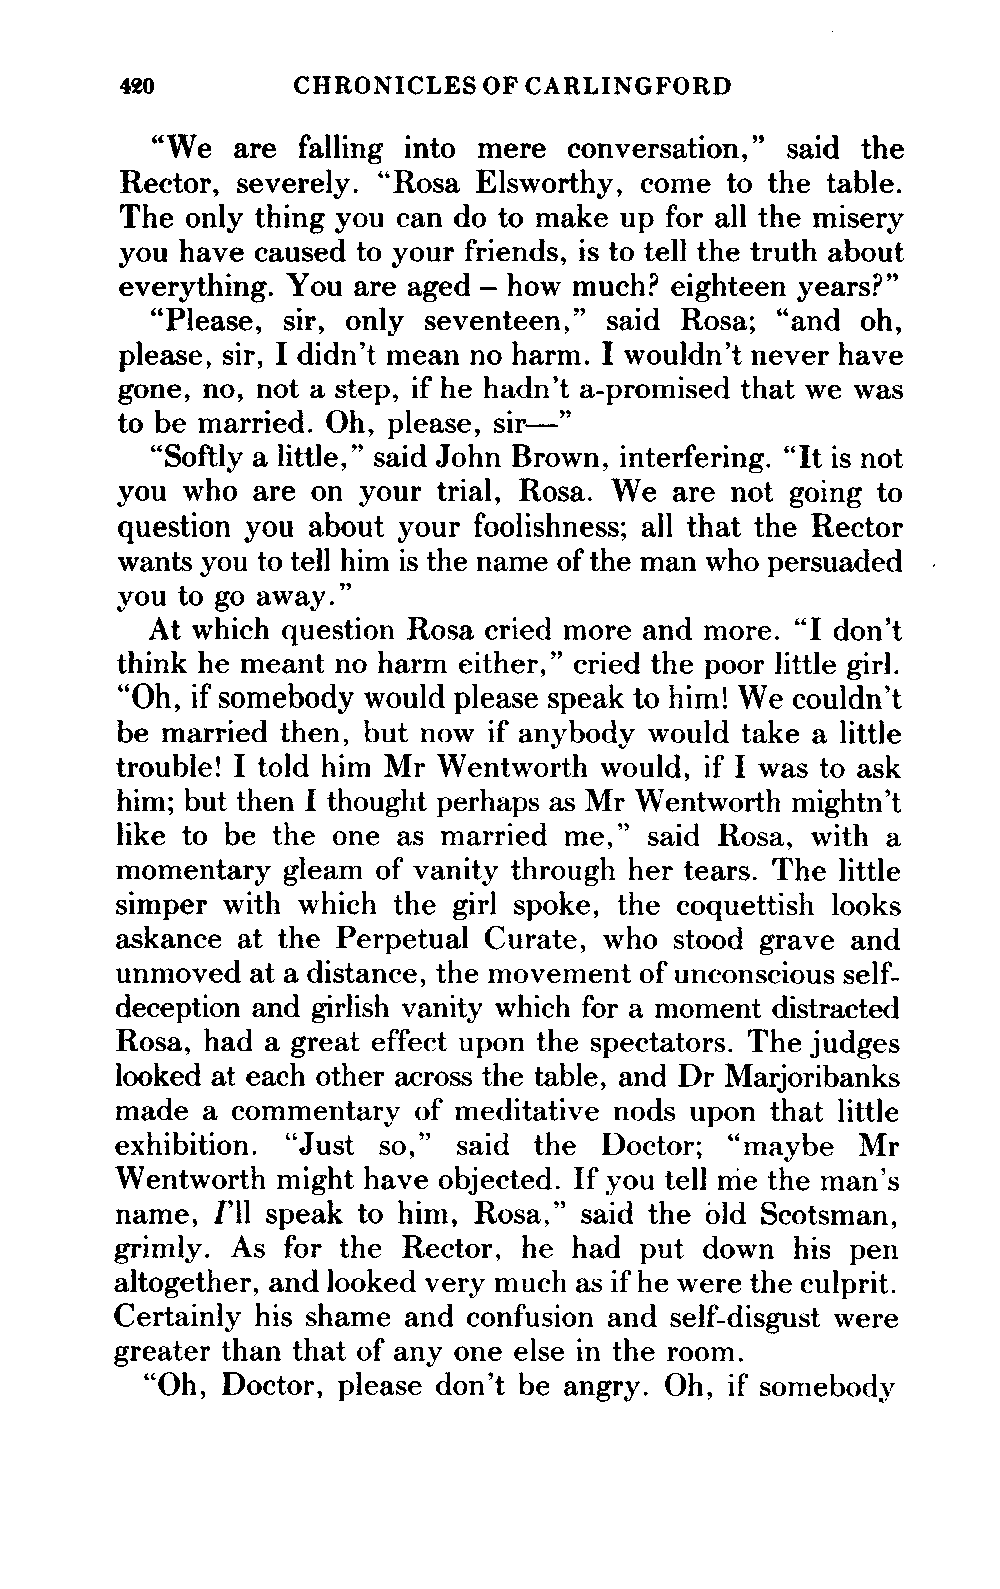 420 CHRONICLES OF CARLINGFORD
“We are falling into mere conversation,” said the
Rector, severely. “Rosa Elsworthy, come to the table.
The only thing you can do to make up for all the misery
you have caused to your friends, is to tell the truth about
everything. You are aged – how much? eighteen years?”
“Please, sir, only seventeen,” said Rosa; “and oh,
please, sir, I didn’t mean no harm. I wouldn’t never have
gone, no, not a step, if he hadn’t a-promised that we was
to be married. Oh, please, sir—”
“Softly a little,” said John Brown, interfering. “It is not
you who are on your trial, Rosa. We are not going to
question you about your foolishness; all that the Rector
wants you to tell him is the name of the man who persuaded
you to go away.”
At which question Rosa cried more and more. “I don’t
think he meant no harm either,” cried the poor little girl.
“Oh, if somebody would please speak to him! We couldn’t
be married then, but now if anybody would take a little
trouble! I told him Mr Wentworth would, if I was to ask
him; but then I thought perhaps as Mr Wentworth mightn’t
like to be the one as married me,” said Rosa, with a
momentary gleam of vanity through her tears. The little
simper with which the girl spoke, the coquettish looks
askance at the Perpetual Curate, who stood grave and
unmoved at a distance, the movement of unconscious self-
deception and girlish vanity which for a moment distracted
Rosa, had a great effect upon the spectators. The judges
looked at each other across the table, and Dr Marjoribanks
made a commentary of meditative nods upon that little
exhibition. “Just so,” said the Doctor; “maybe Mr
Wentworth might have objected. If you tell me the man’s
name, I’ll speak to him, Rosa,” said the old Scotsman,
grimly. As for the Rector, he had put down his pen
altogether, and looked very much as if he were the culprit.
Certainly his shame and confusion and self-disgust were
greater than that of any one else in the room.
“Oh, Doctor, please don’t be angry. Oh, if somebody